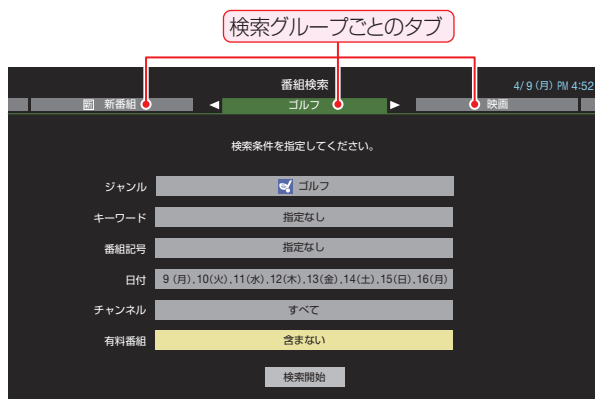 検索グループごとのタブ
番組検索 4/ 9 (月) PM 4:52
新 新番組 ◀ ゴルフ ▶ 映画
検索条件を指定してください。
ジャンル ゴルフ
キーワード 指定なし
番組記号 指定なし
日付 9 (月),10(火),11(水),12(木),13(金),14(土),15(日),16(月)
チャンネル すべて
有料番組 含まない
検索開始